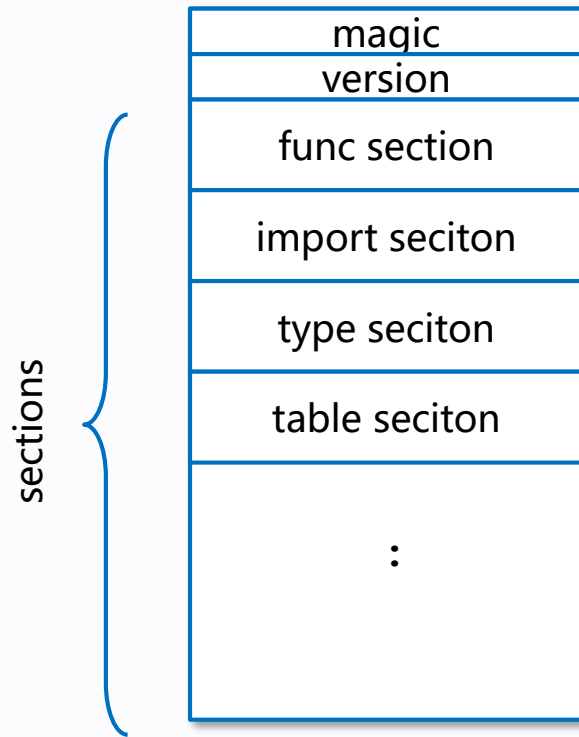 magic
version
func section
import seciton
type seciton
table seciton
:
sections